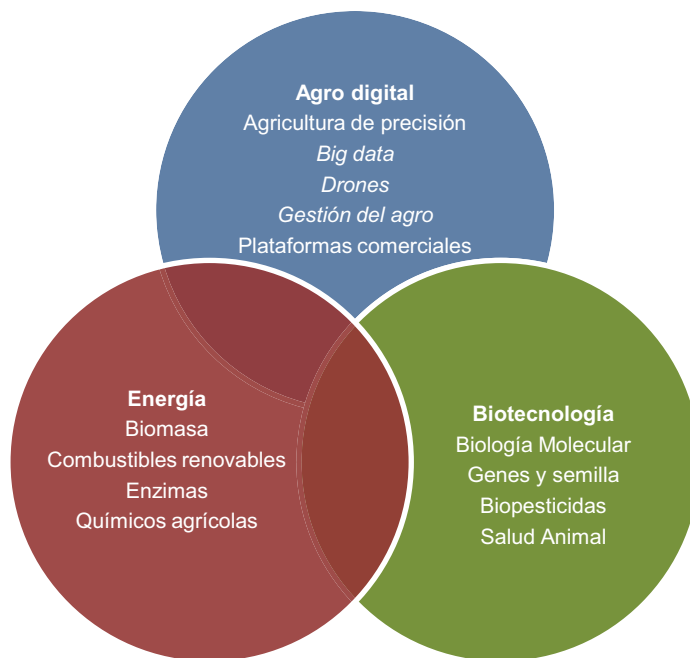 Agro digital
Agricultura de precisión
Big data
Drones
Gestión del agro
Plataformas comerciales
Energía
Biomasa
Combustibles renovables
Enzimas
Químicos agrícolas
Biotecnología
Biología Molecular
Genes y semilla
Biopesticidas
Salud Animal